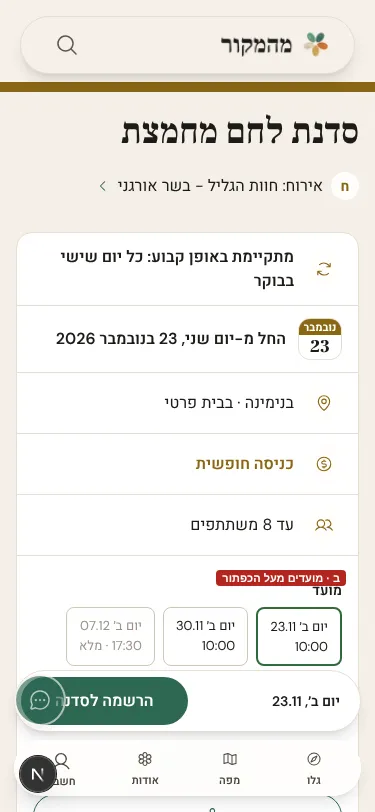 מהמקור
סדנת לחם מחמצת
ח
אירוח: חוות הגליל - בשר אורגני
מתקיימת באופן קבוע: כל יום שישי
בבוקר
נובמבר
23
החל מ-יום שני, 23 בנובמבר 2026
בנימינה · בבית פרטי
כניסה חופשית
עד 8 משתתפים
ב · מועדים מעל הכפתור
מועד
יום ב׳ 23.11
10:00
יום ב׳ 30.11
10:00
יום ב׳ 07.12
17:30 · מלא
יום ב׳, 23.11
הרשמה לסדנה
גלו
מפה
אודות
חשב
N